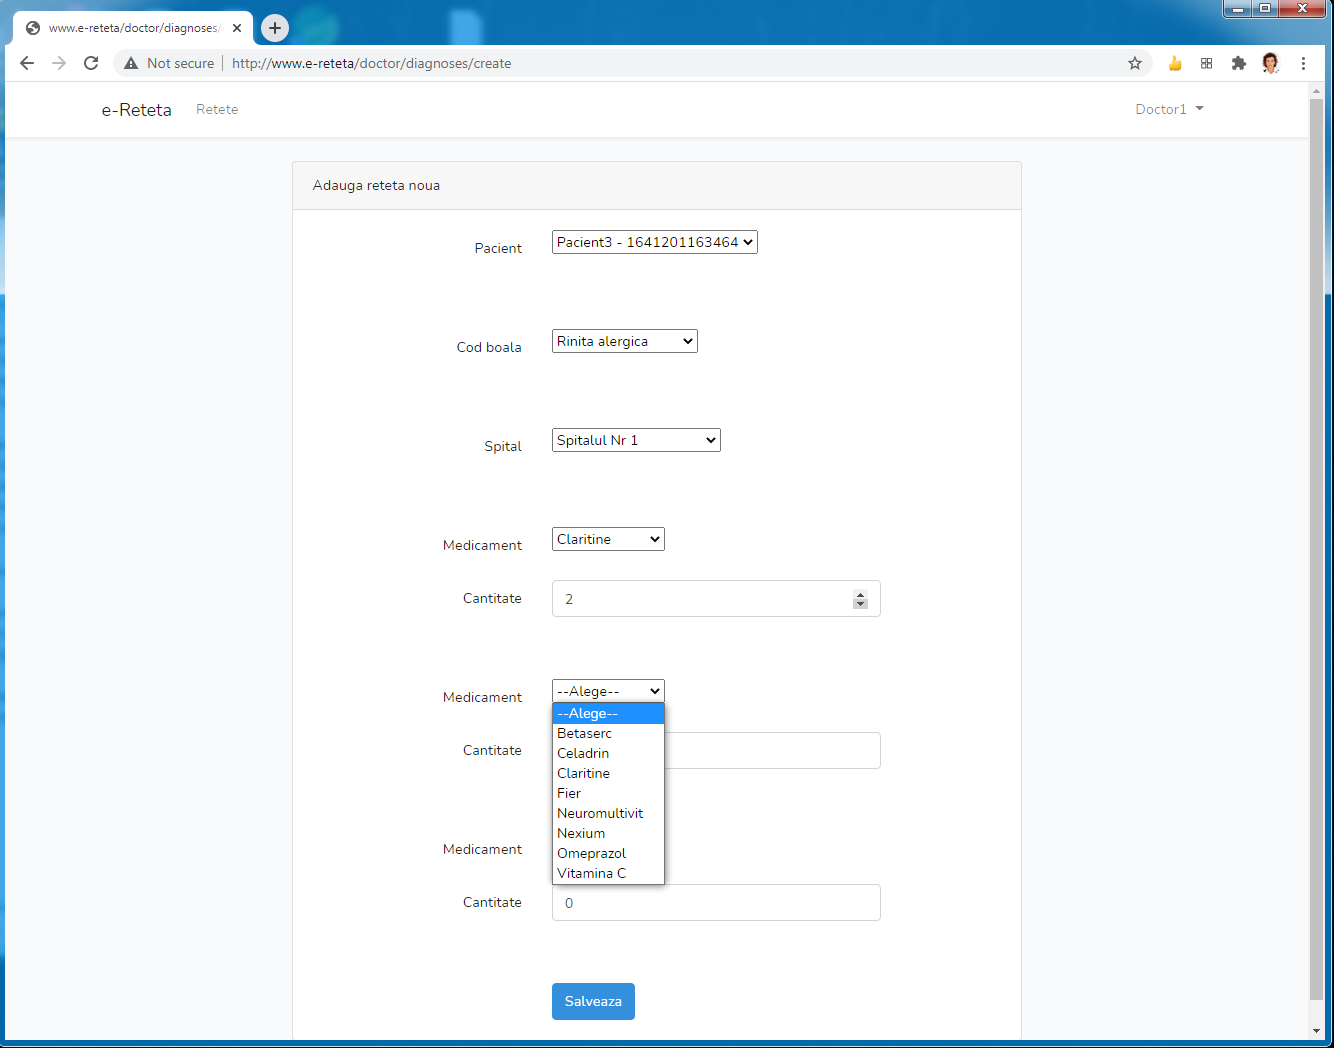 www.e-reteta/doctor/diagnoses/
Not secure http://www.e-reteta/doctor/diagnoses/create
e-Reteta Retete Doctor1
Adauga reteta noua
Pacient Pacient3 - 1641201163464
Cod boala Rinita alergica
Spital Spitalul Nr 1
Medicament Claritine
Cantitate 2
Medicament --Alege--
--Alege--
Betaserc
Cantitate
Celadrin
Claritine
Fier
Neuromultivit
Nexium
Medicament
Omeprazol
Vitamina C
Cantitate 0
Salveaza